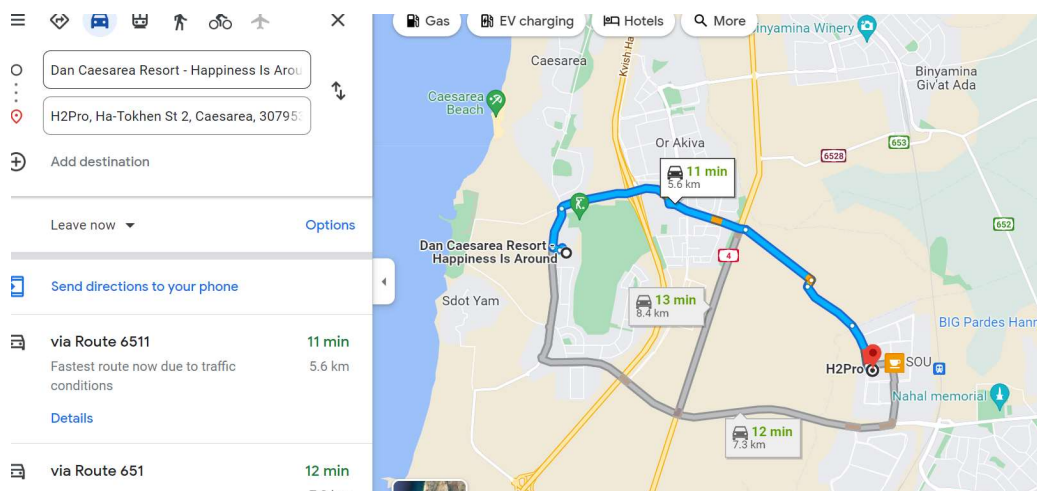 Dan Caesarea Resort - Happiness Is Arou
H2Pro, Ha-Tokhen St 2, Caesarea, 307953
Add destination
Leave now
Options
Send directions to your phone
via Route 6511
11 min
Fastest route now due to traffic
5.6 km
conditions
Details
via Route 651
12 min
Gas
EV charging
Hotels
More
inyamina Winery
Caesarea
Kvish Ha
Binyamina
Giv'at Ada
Caesarea
Beach
Or Akiva
653
6528
11 min
5.6 km
652
Dan Caesarea Resort -
Happiness Is Around
4
Sdot Yam
13 min
8.4 km
BIG Pardes Hann
H2Pro
SOU
Nahal memorial
12 min
7.3 km